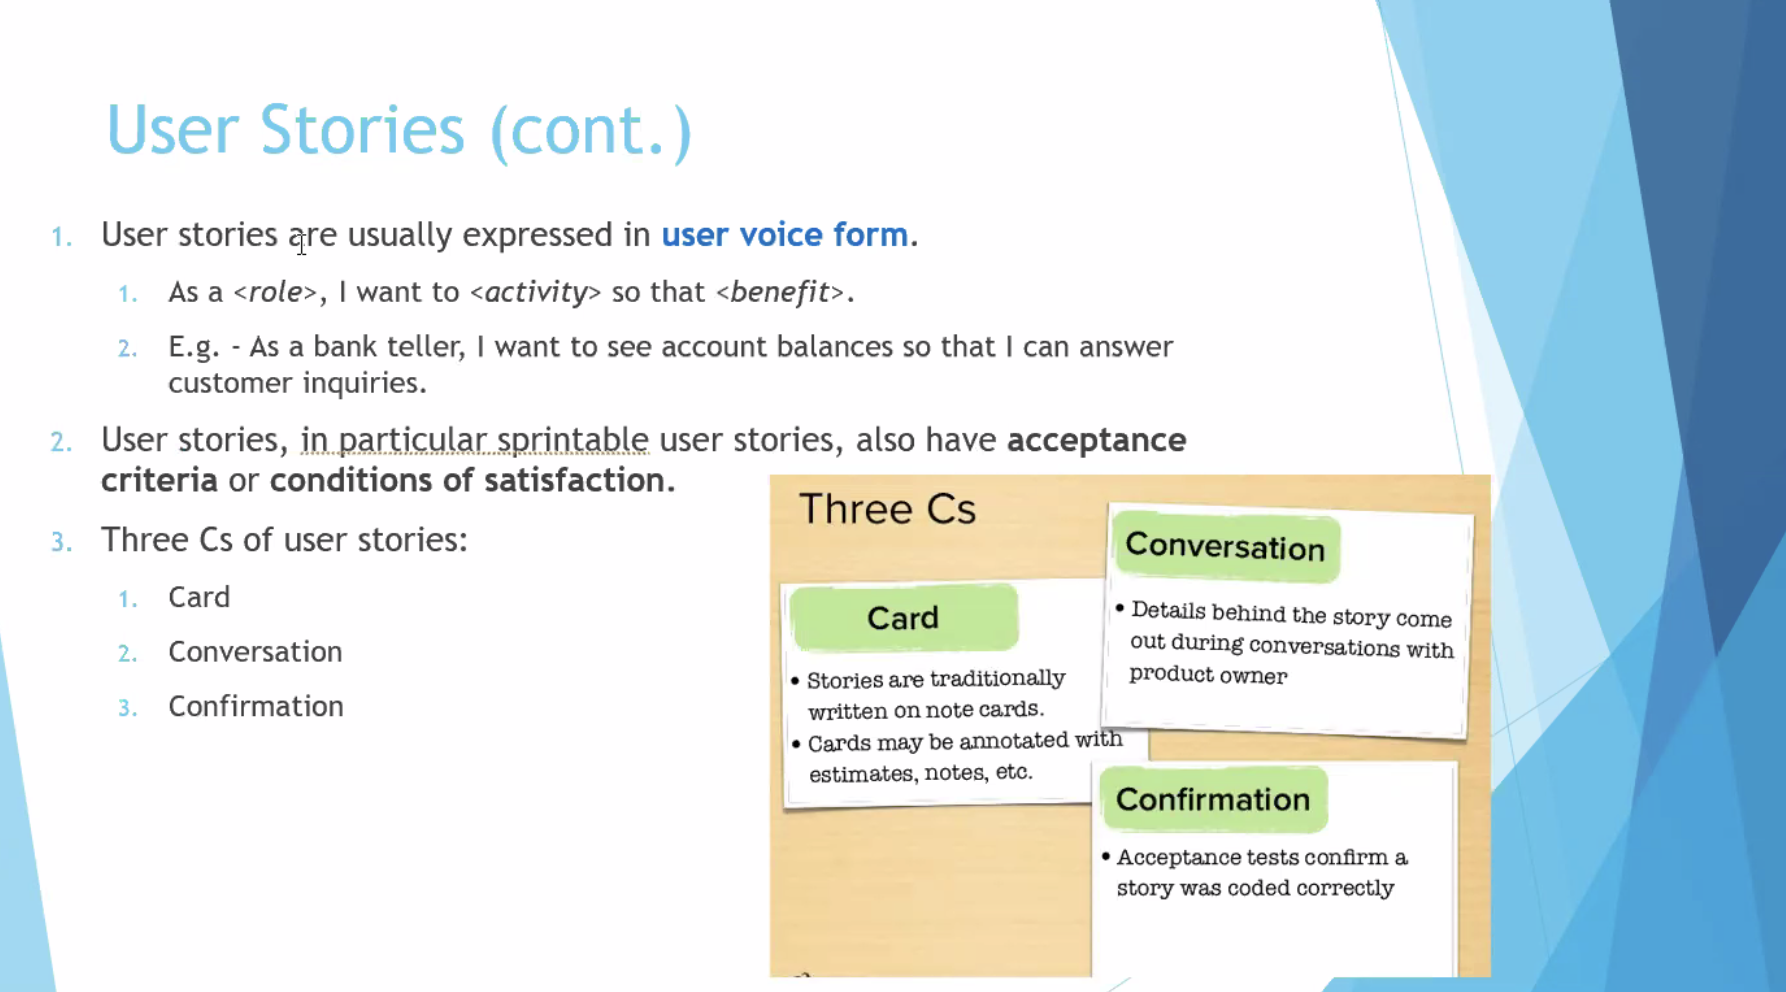 User Stories (cont.)
1. User stories are usually expressed in user voice form.
1. As a <role>, I want to <activity> so that <benefit>.
2. E.g. - As a bank teller, I want to see account balances so that I can answer
customer inquiries.
2. User stories, in particular sprintable user stories, also have acceptance
criteria or conditions of satisfaction.
3. Three Cs of user stories:
1. Card
2. Conversation
3. Confirmation
Three Cs
Card
• Stories are traditionally
written on note cards.
• Cards may be annotated with
estimates, notes, etc.
Conversation
• Details behind the story come
out during conversations with
product owner
Confirmation
• Acceptance tests confirm a
story was coded correctly